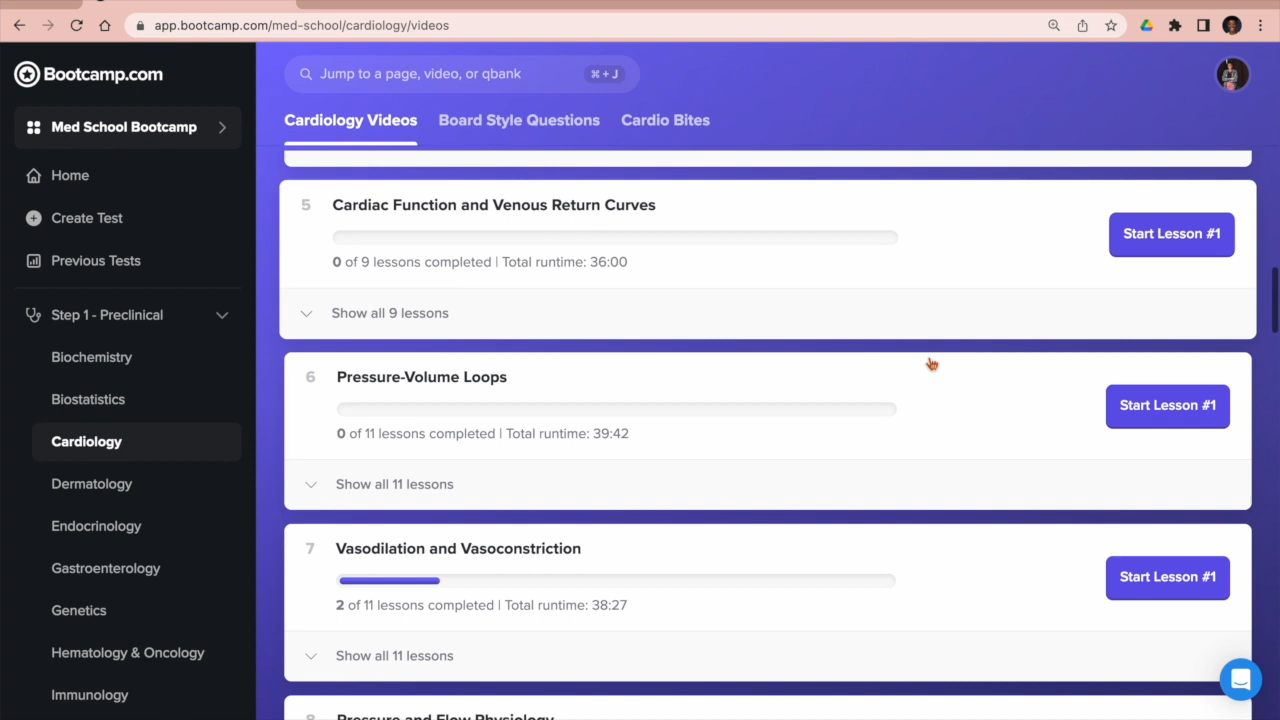 app.bootcamp.com/med-school/cardiology/videos
Bootcamp.com
Jump to a page, video, or qbank
⌘ + J
Med School Bootcamp
Cardiology Videos
Board Style Questions
Cardio Bites
Home
Create Test
Previous Tests
Step 1 - Preclinical
Biochemistry
Biostatistics
Cardiology
Dermatology
Endocrinology
Gastroenterology
Genetics
Hematology & Oncology
Immunology
5 Cardiac Function and Venous Return Curves
0 of 9 lessons completed | Total runtime: 36:00
Start Lesson #1
Show all 9 lessons
6 Pressure-Volume Loops
0 of 11 lessons completed | Total runtime: 39:42
Start Lesson #1
Show all 11 lessons
7 Vasodilation and Vasoconstriction
2 of 11 lessons completed | Total runtime: 38:27
Start Lesson #1
Show all 11 lessons
8 Pressure and Flow Physiology